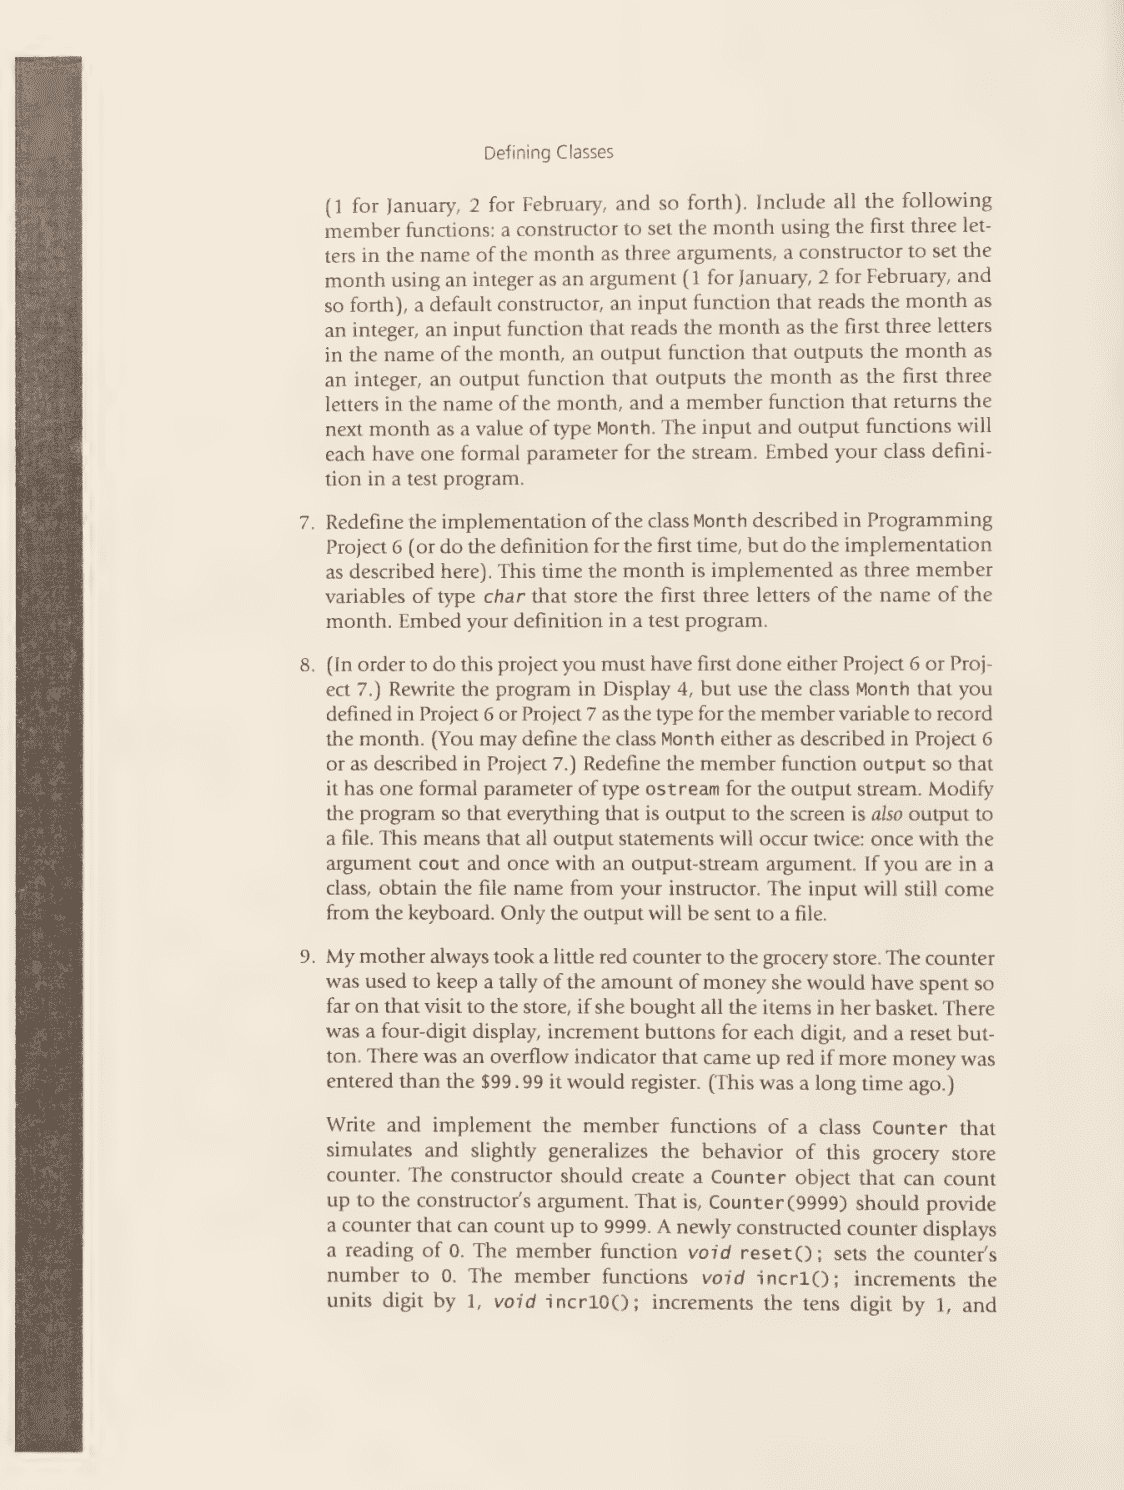 Defining Classes
(1 for January, 2 for February, and so forth). Include all the following
member functions: a constructor to set the month using the first three let-
ters in the name of the month as three arguments, a constructor to set the
month using an integer as an argument (1 for January, 2 for February, and
so forth), a default constructor, an input function that reads the month as
an integer, an input function that reads the month as the first three letters
in the name of the month, an output function that outputs the month as
an integer, an output function that outputs the month as the first three
letters in the name of the month, and a member function that returns the
next month as a value of type Month. The input and output functions will
each have one formal parameter for the stream. Embed your class defini-
tion in a test program.
7. Redefine the implementation of the class Month described in Programming
Project 6 (or do the definition for the first time, but do the implementation
as described here). This time the month is implemented as three member
variables of type char that store the first three letters of the name of the
month. Embed your definition in a test program.
8. (In order to do this project you must have first done either Project 6 or Proj-
ect 7.) Rewrite the program in Display 4, but use the class Month that you
defined in Project 6 or Project 7 as the type for the member variable to record
the month. (You may define the class Month either as described in Project 6
or as described in Project 7.) Redefine the member function output so that
it has one formal parameter of type ostream for the output stream. Modify
the program so that everything that is output to the screen is also output to
a file. This means that all output statements will occur twice: once with the
argument cout and once with an output-stream argument. If you are in a
class, obtain the file name from your instructor. The input will still come
from the keyboard. Only the output will be sent to a file.
9. My mother always took a little red counter to the grocery store. The counter
was used to keep a tally of the amount of money she would have spent so
far on that visit to the store, if she bought all the items in her basket. There
was a four-digit display, increment buttons for each digit, and a reset but-
ton. There was an overflow indicator that came up red if more money was
entered than the $99.99 it would register. (This was a long time ago.)
Write and implement the member functions of a class Counter that
simulates and slightly generalizes the behavior of this grocery store
counter. The constructor should create a Counter object that can count
up to the constructor's argument. That is, Counter(9999) should provide
a counter that can count up to 9999. A newly constructed counter displays
a reading of 0. The member function void reset(); sets the counter's
number to 0. The member functions void incr1(); increments the
units digit by 1, void incr10(); increments the tens digit by 1, and